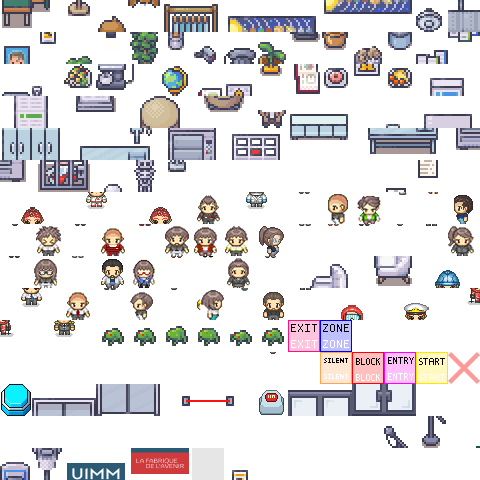 EXIT ZONE
EXIT ZONE
SILENT BLOCK ENTRY START
SILENT BLOCK ENTRY START
UIMM
LA FABRIQUE
DE L'AVENIR